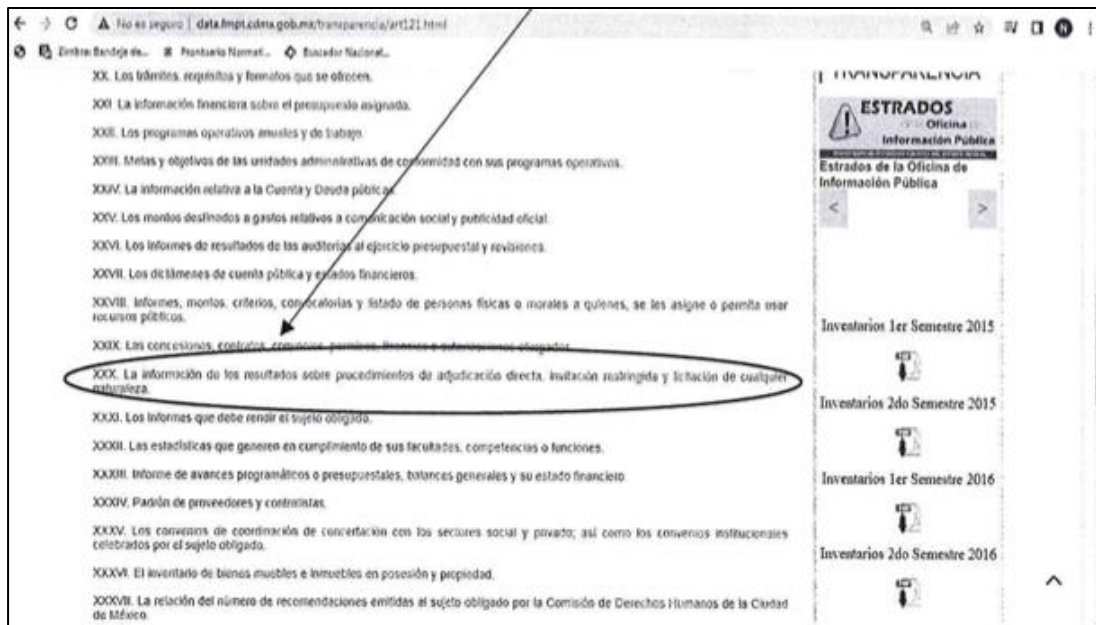 No es seguro | data.fmpt.cdmx.gob.mx/transparencia/art121.html
Zimbra: Bandeja de... Prontuario Normati... Buscador Nacional...
XX. Los trámites, requisitos y formatos que se ofrecen.
XXI. La información financiera sobre el presupuesto asignado.
XXII. Los programas operativos anuales y de trabajo.
XXIII. Metas y objetivos de las unidades administrativas de conformidad con sus programas operativos.
XXIV. La información relativa a la Cuenta y Deuda públicas.
XXV. Los montos destinados a gastos relativos a comunicación social y publicidad oficial.
XXVI. Los informes de resultados de las auditorías al ejercicio presupuestal y revisiones.
XXVII. Los dictámenes de cuenta pública y estados financieros.
XXVIII. Informes, montos, criterios, convocatorias y listado de personas físicas o morales a quienes, se les asigne o permita usar
recursos públicos.
XXIX. Las concesiones, contratos, convenios, permisos, licencias o autorizaciones otorgados.
XXX. La información de los resultados sobre procedimientos de adjudicación directa, invitación restringida y licitación de cualquier
naturaleza.
XXXI. Los informes que debe rendir el sujeto obligado.
XXXII. Las estadísticas que generen en cumplimiento de sus facultades, competencias o funciones.
XXXIII. Informe de avances programáticos o presupuestales, balances generales y su estado financiero.
XXXIV. Padrón de proveedores y contratistas.
XXXV. Los convenios de coordinación de concertación con los sectores social y privado; así como los convenios institucionales
celebrados por el sujeto obligado.
XXXVI. El inventario de bienes muebles e inmuebles en posesión y propiedad.
XXXVII. La relación del número de recomendaciones emitidas al sujeto obligado por la Comisión de Derechos Humanos de la Ciudad
de México.
TRANSPARENCIA
ESTRADOS
Oficina
Información Pública
Estrados de la Oficina de
Información Pública
< >
Inventarios 1er Semestre 2015
Inventarios 2do Semestre 2015
Inventarios 1er Semestre 2016
Inventarios 2do Semestre 2016